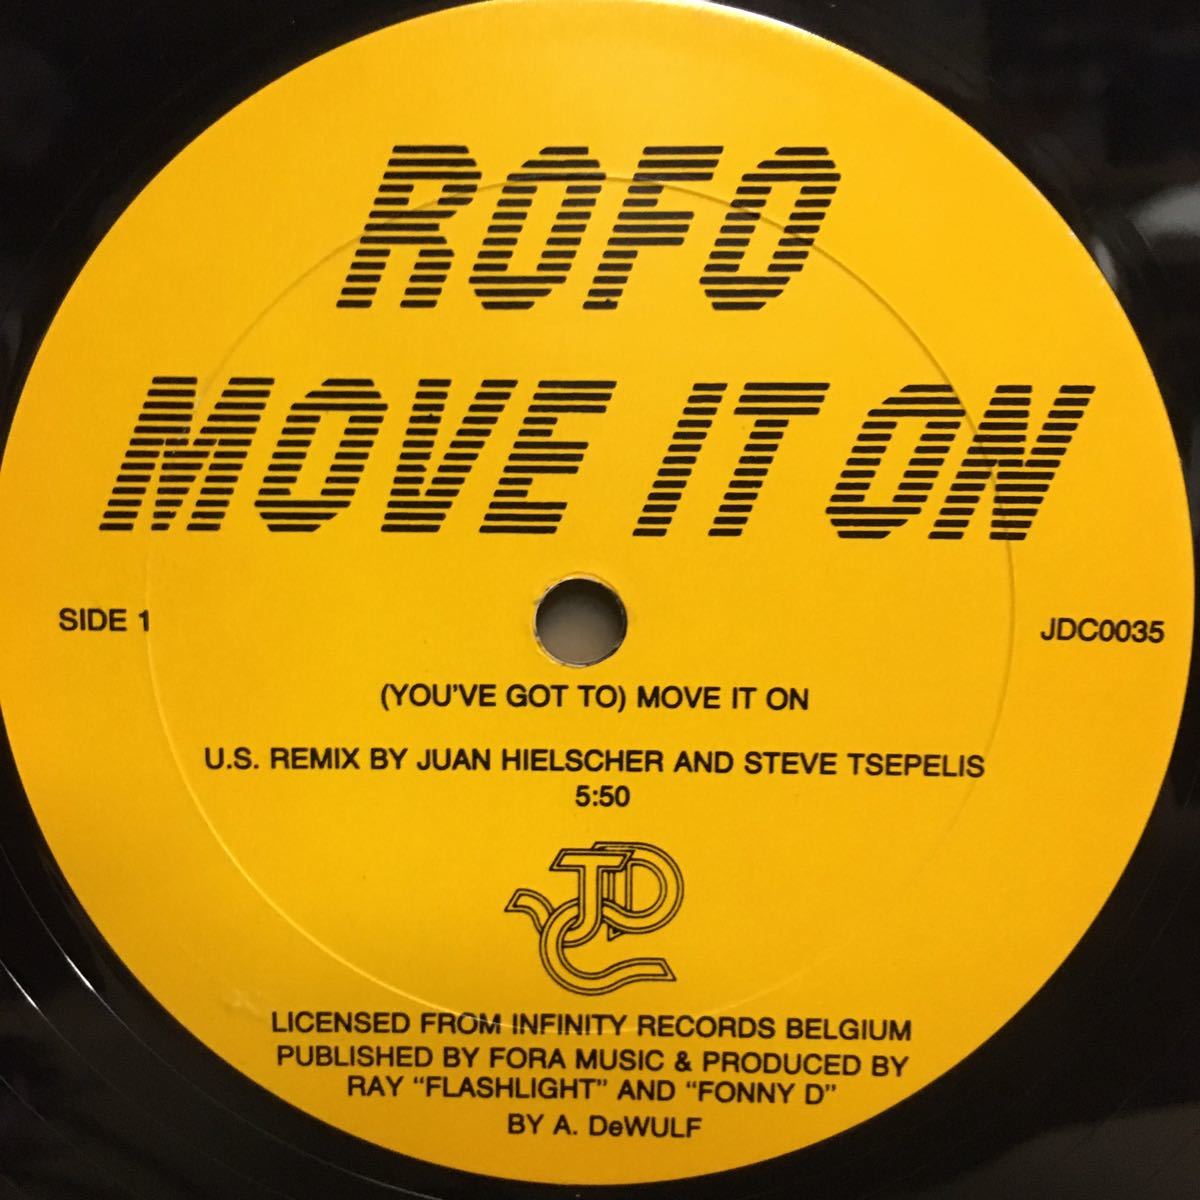 ROFO
MOVE IT ON
SIDE 1
JDC0035
(YOU'VE GOT TO) MOVE IT ON
U.S. REMIX BY JUAN HIELSCHER AND STEVE TSEPELIS
5:50
JDC
LICENSED FROM INFINITY RECORDS BELGIUM
PUBLISHED BY FORA MUSIC & PRODUCED BY
RAY "FLASHLIGHT" AND "FONNY D"
BY A. DeWULF